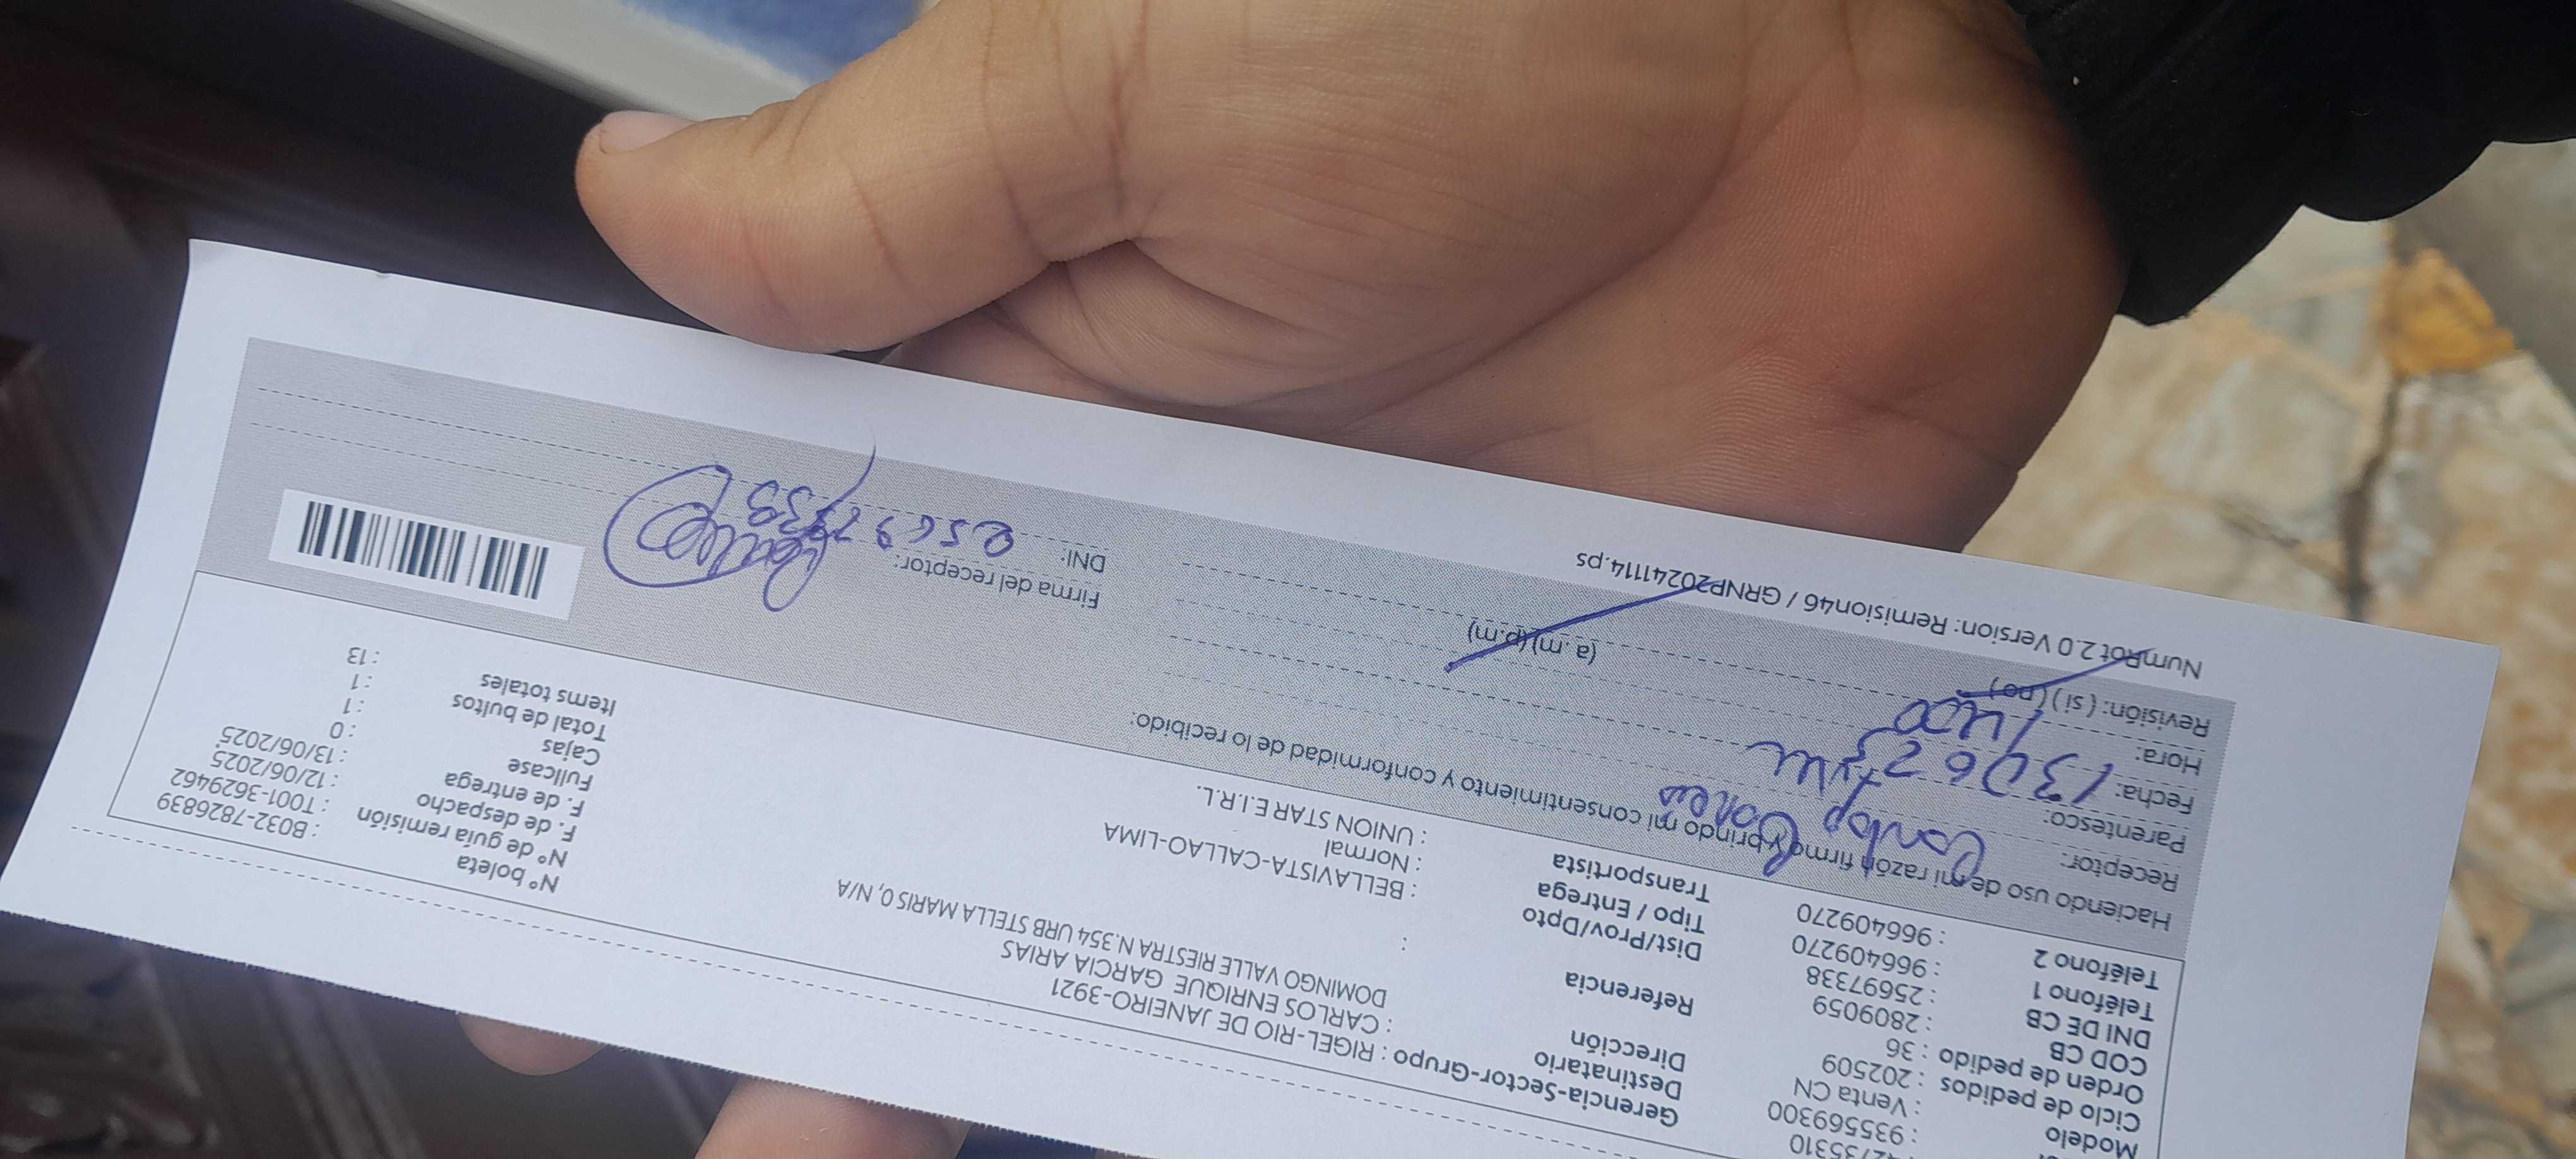 42735310
: 935569300
Modelo : Venta CN
Ciclo de pedidos : 202509
Orden de pedido : 36
COD CB : 2809059
DNI DE CB : 25697338
Teléfono 1 : 966409270
Teléfono 2 : 966409270
Gerencia-Sector-Grupo : RIGEL-RIO DE JANEIRO-3921
Destinatario : CARLOS ENRIQUE GARCIA ARIAS
Dirección DOMINGO VALLE RIESTRA N.354 URB STELLA MARIS 0, N/A
Referencia :
Dist/Prov/Dpto : BELLAVISTA-CALLAO-LIMA
Tipo / Entrega : Normal
Transportista : UNION STAR E.I.R.L.
N° boleta : B032-7826839
N° de guía remisión : T001-3629462
F. de despacho : 12/06/2025
F. de entrega : 13/06/2025
Fullcase : 0
Cajas : 1
Total de bultos : 1
Items totales : 13
Haciendo uso de mi razón firmo y brindo mi consentimiento y conformidad de lo recibido:
Receptor: Carlos
Parentesco:
Fecha: 13 06 25
Hora: 1400 (a.m) (p.m)
Revisión: (si) (no)
Firma del receptor:
DNI: 25697338
NumRot 2.0 Version: Remision46 / GRNP20241114.ps